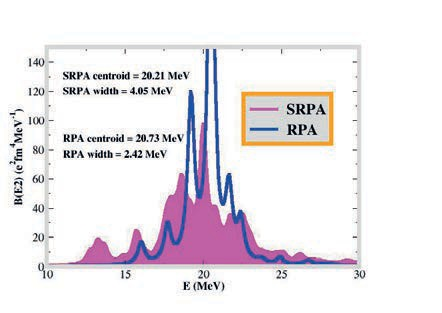 140
120
100
80
60
40
20
0
B(E2) (e²fm⁴MeV⁻¹)
SRPA centroid = 20.21 MeV
SRPA width = 4.05 MeV
RPA centroid = 20.73 MeV
RPA width = 2.42 MeV
SRPA
RPA
10 15 20 25 30
E (MeV)